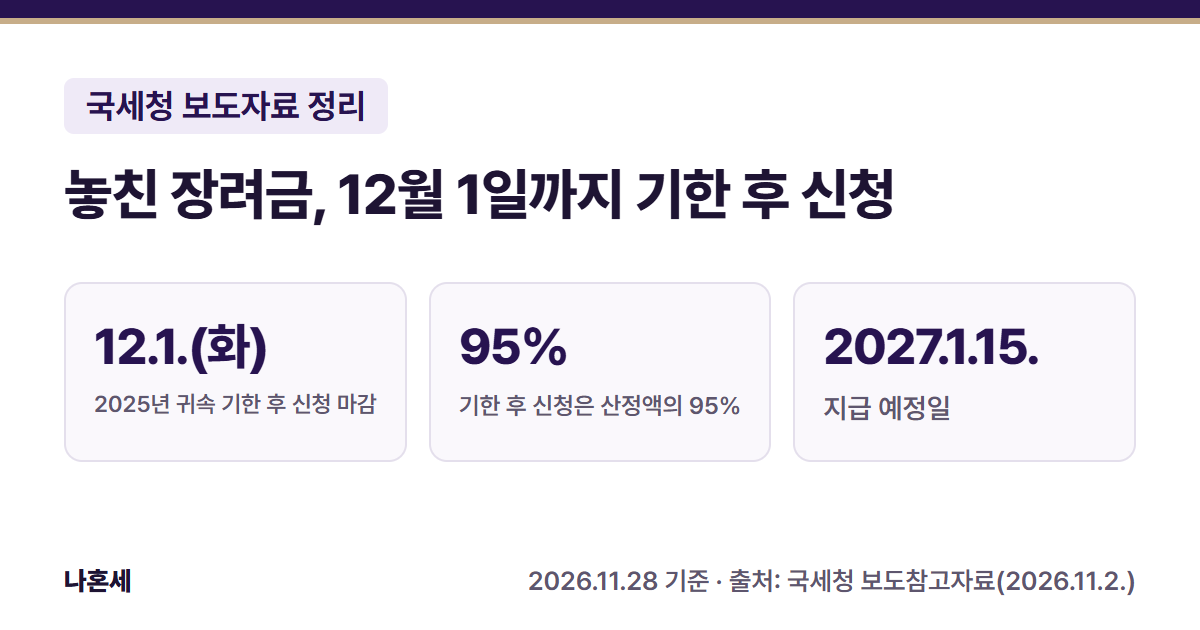 국세청 보도자료 정리
놓친 장려금, 12월 1일까지 기한 후 신청
12.1.(화)
2025년 귀속 기한 후 신청 마감
95%
기한 후 신청은 산정액의 95%
2027.1.15.
지급 예정일
나혼세
2026.11.28 기준 · 출처: 국세청 보도참고자료(2026.11.2.)